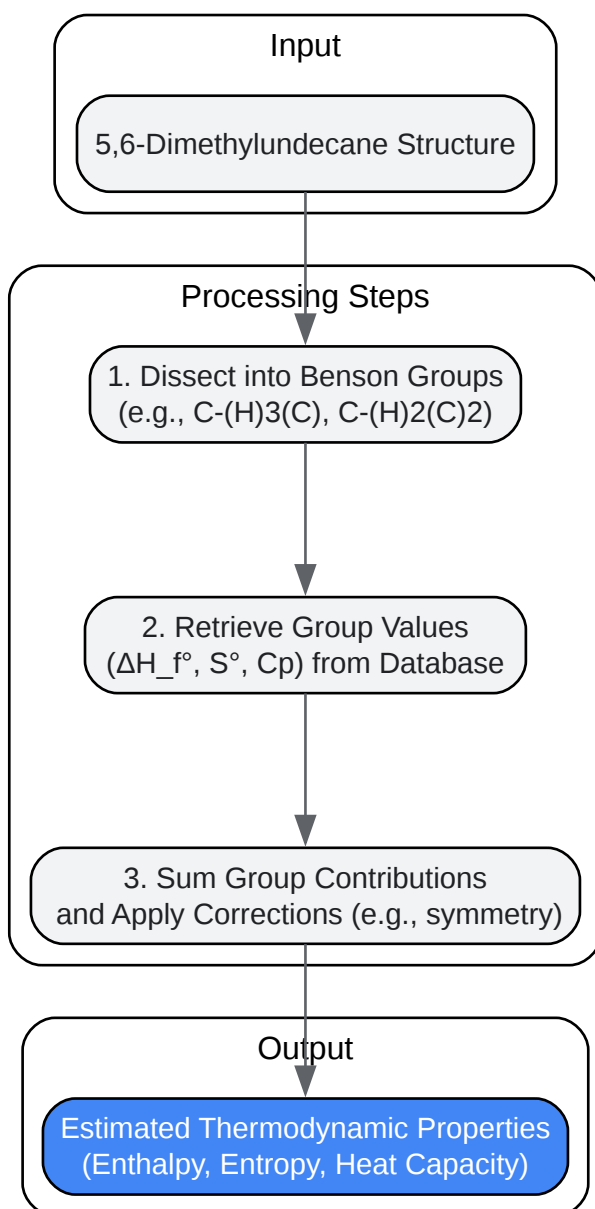 Input
5,6-Dimethylundecane Structure
Processing Steps
1. Dissect into Benson Groups
(e.g., C-(H)3(C), C-(H)2(C)2)
2. Retrieve Group Values
(ΔH_f°, S°, Cp) from Database
3. Sum Group Contributions
and Apply Corrections (e.g., symmetry)
Output
Estimated Thermodynamic Properties
(Enthalpy, Entropy, Heat Capacity)